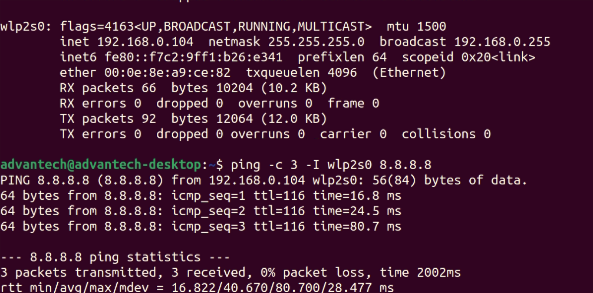 wlp2s0: flags=4163<UP,BROADCAST,RUNNING,MULTICAST>  mtu 1500
        inet 192.168.0.104  netmask 255.255.255.0  broadcast 192.168.0.255
        inet6 fe80::f7c2:9ff1:b26:e341  prefixlen 64  scopeid 0x20<link>
        ether 00:0e:8e:a9:ce:82  txqueuelen 4096  (Ethernet)
        RX packets 66  bytes 10204 (10.2 KB)
        RX errors 0  dropped 0  overruns 0  frame 0
        TX packets 92  bytes 12064 (12.0 KB)
        TX errors 0  dropped 0 overruns 0  carrier 0  collisions 0
advantech@advantech-desktop:~$ ping -c 3 -I wlp2s0 8.8.8.8
PING 8.8.8.8 (8.8.8.8) from 192.168.0.104 wlp2s0: 56(84) bytes of data.
64 bytes from 8.8.8.8: icmp_seq=1 ttl=116 time=16.8 ms
64 bytes from 8.8.8.8: icmp_seq=2 ttl=116 time=24.5 ms
64 bytes from 8.8.8.8: icmp_seq=3 ttl=116 time=80.7 ms
--- 8.8.8.8 ping statistics ---
3 packets transmitted, 3 received, 0% packet loss, time 2002ms
rtt min/avg/max/mdev = 16.822/40.670/80.700/28.477 ms